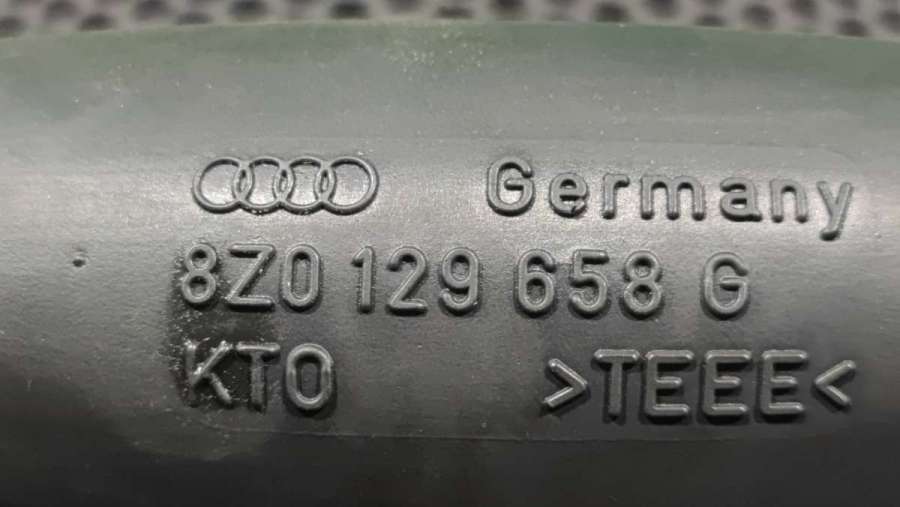 Germany
8Z0 129 658 G
KTO >TEEE<